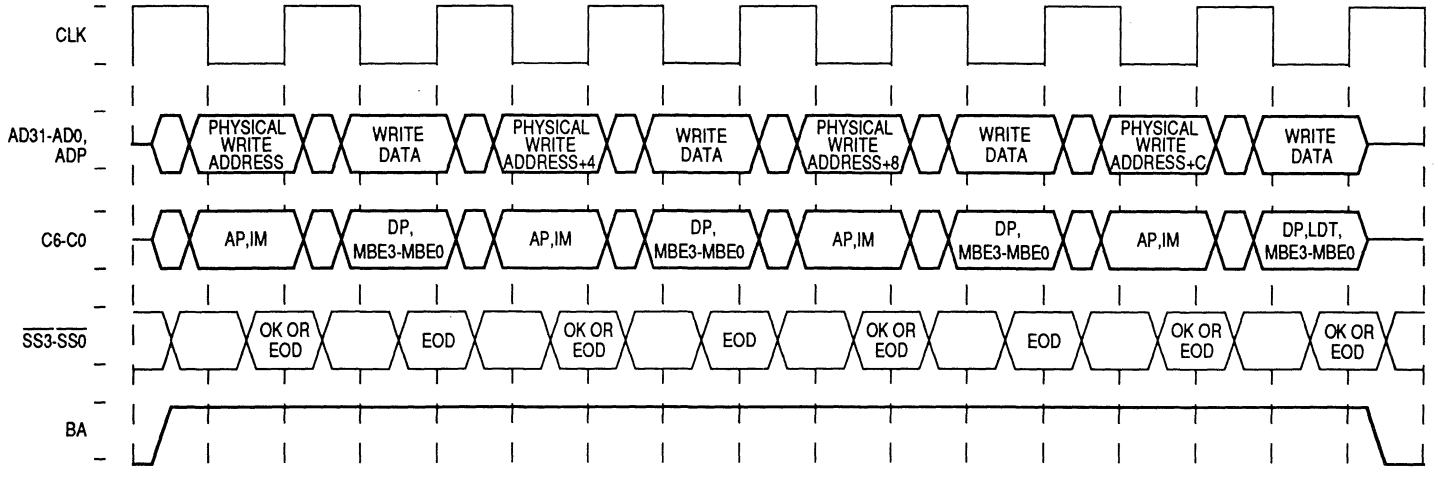 CLK
AD31-AD0,
ADP
PHYSICAL
WRITE
ADDRESS
WRITE
DATA
PHYSICAL
WRITE
ADDRESS+4
WRITE
DATA
PHYSICAL
WRITE
ADDRESS+8
WRITE
DATA
PHYSICAL
WRITE
ADDRESS+C
WRITE
DATA
C6-C0
AP,IM
DP,
MBE3-MBE0
AP,IM
DP,
MBE3-MBE0
AP,IM
DP,
MBE3-MBE0
AP,IM
DP,LDT,
MBE3-MBE0
SS3-SS0
OK OR
EOD
EOD
OK OR
EOD
EOD
OK OR
EOD
EOD
OK OR
EOD
OK OR
EOD
BA